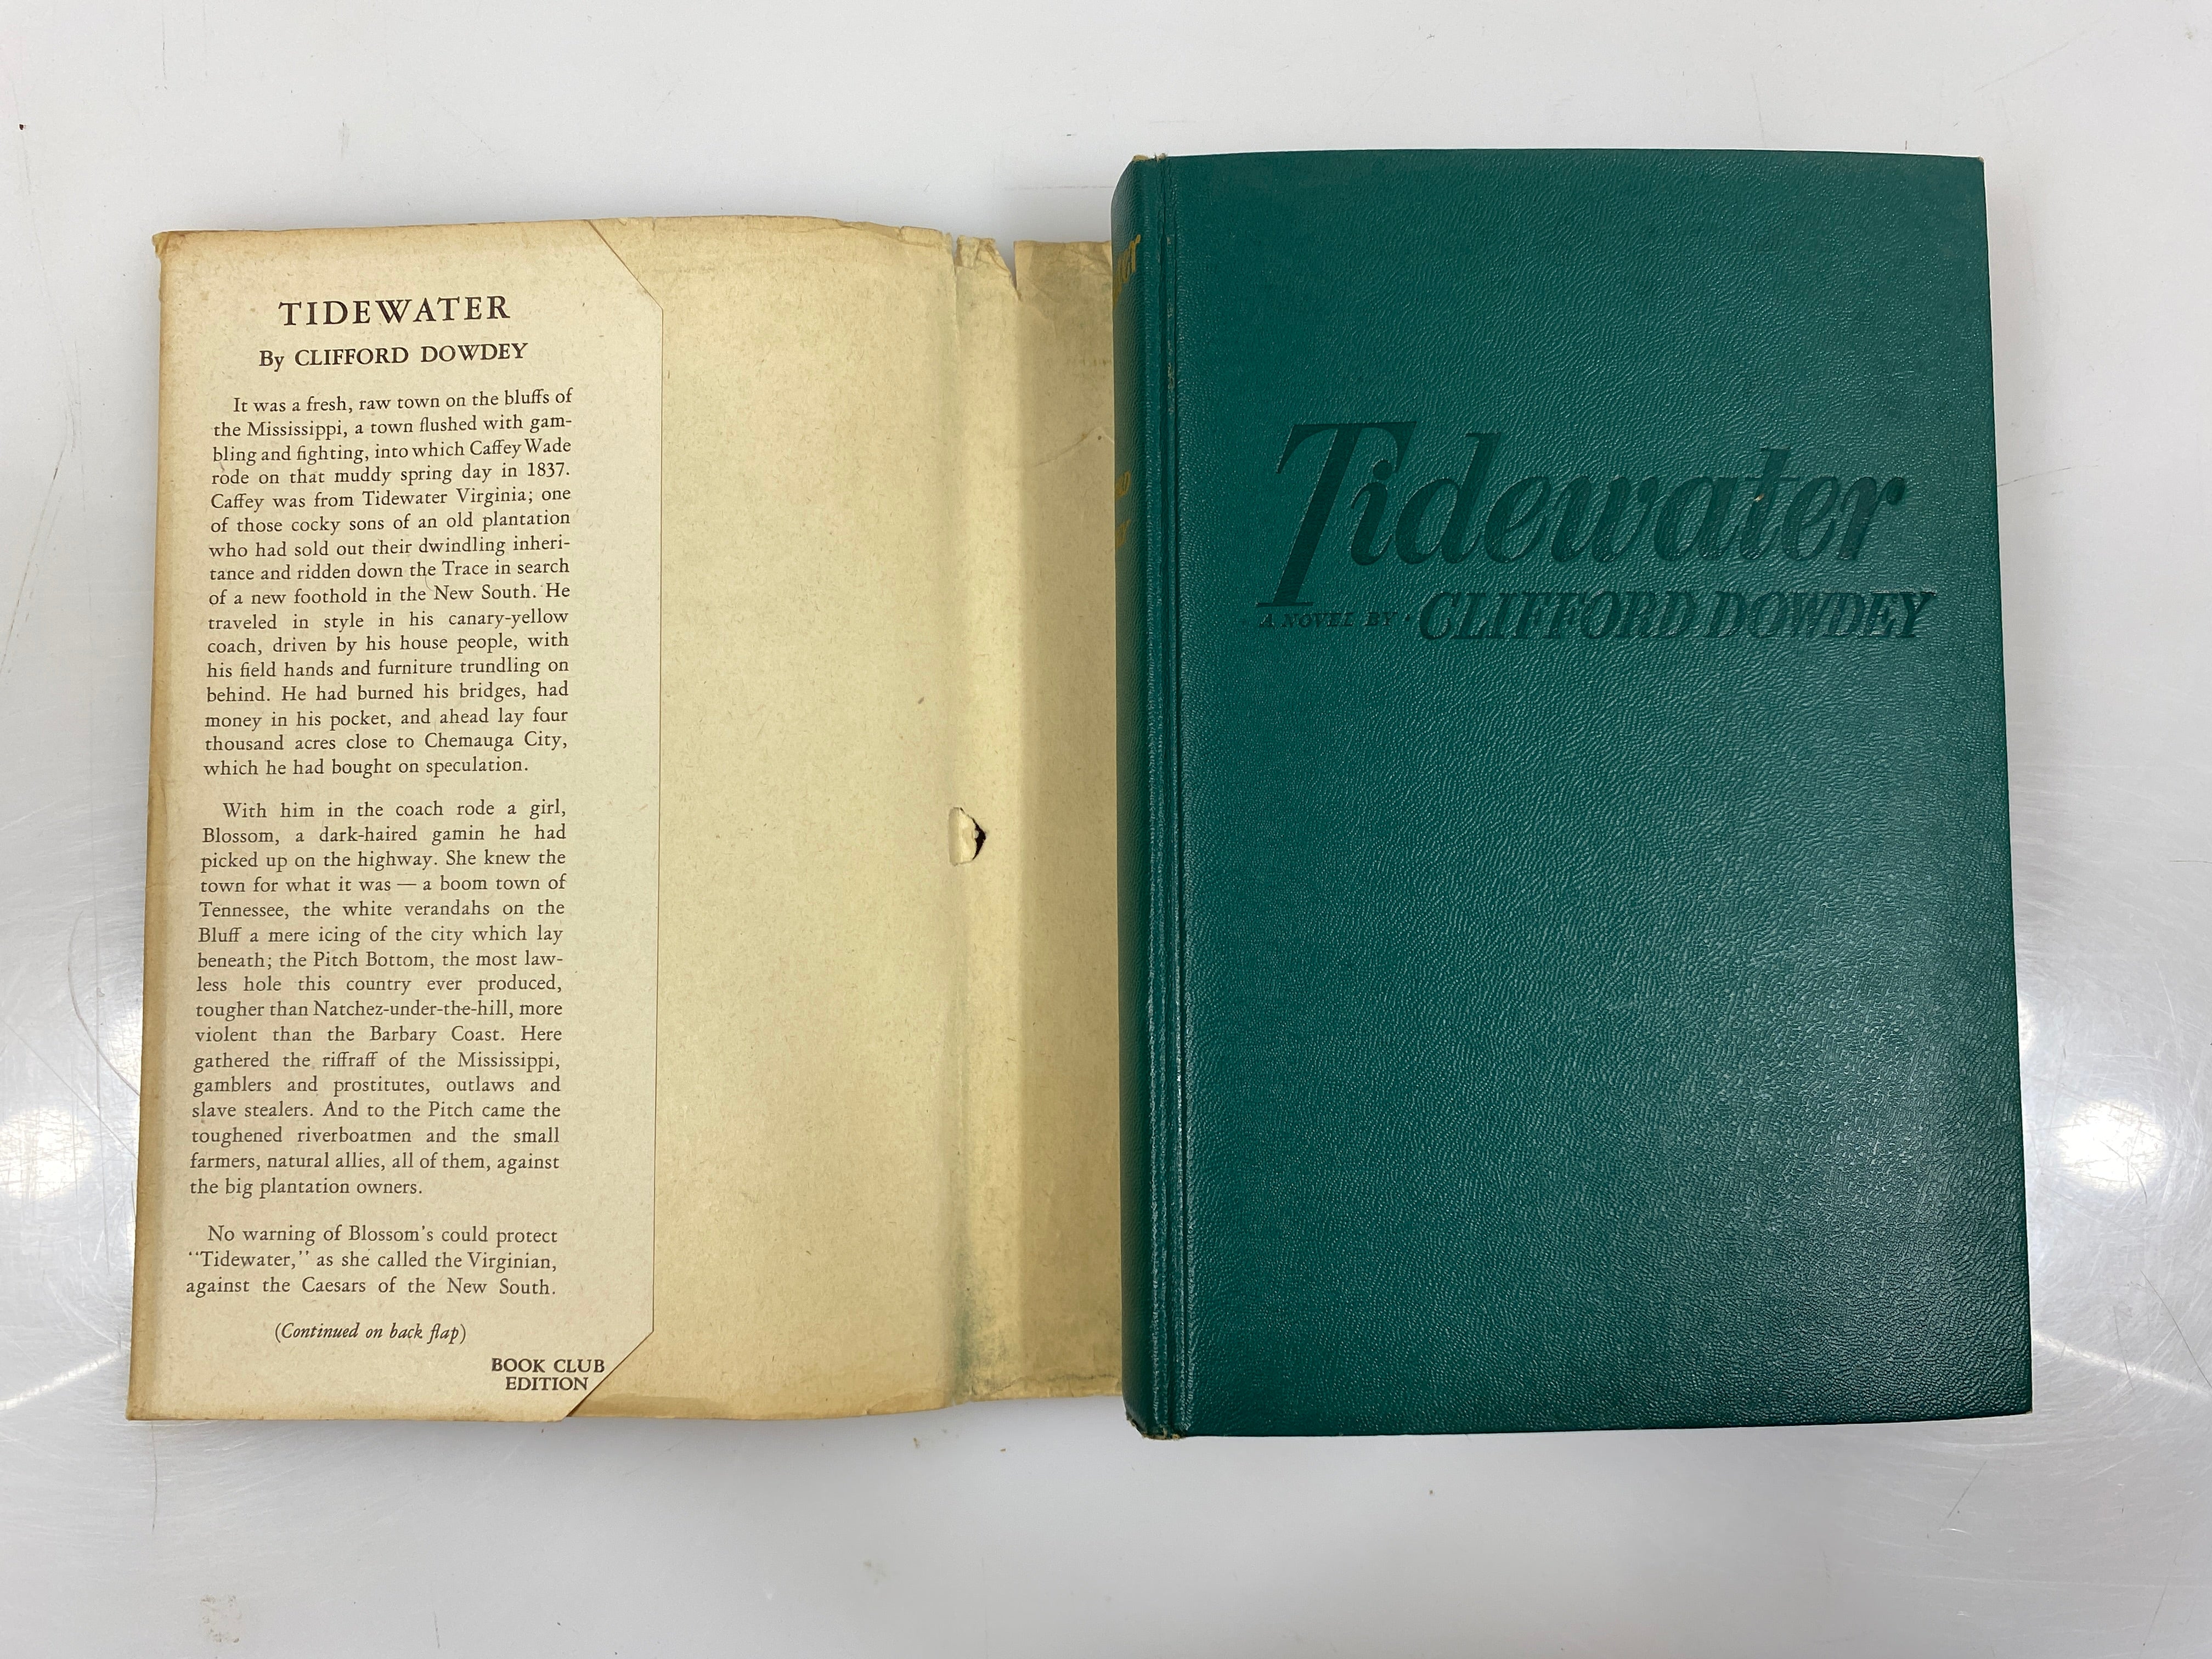 TIDEWATER
By CLIFFORD DOWDEY
It was a fresh, raw town on the bluffs of
the Mississippi, a town flushed with gam-
bling and fighting, into which Caffey Wade
rode on that muddy spring day in 1837.
Caffey was from Tidewater Virginia; one
of those cocky sons of an old plantation
who had sold out their dwindling inheri-
tance and ridden down the Trace in search
of a new foothold in the New South. He
traveled in style in his canary-yellow
coach, driven by his house people, with
his field hands and furniture trundling on
behind. He had burned his bridges, had
money in his pocket, and ahead lay four
thousand acres close to Chemauga City,
which he had bought on speculation.
With him in the coach rode a girl,
Blossom, a dark-haired gamin he had
picked up on the highway. She knew the
town for what it was — a boom town of
Tennessee, the white verandahs on the
Bluff a mere icing of the city which lay
beneath; the Pitch Bottom, the most law-
less hole this country ever produced,
tougher than Natchez-under-the-hill, more
violent than the Barbary Coast. Here
gathered the riffraff of the Mississippi,
gamblers and prostitutes, outlaws and
slave stealers. And to the Pitch came the
toughened riverboatmen and the small
farmers, natural allies, all of them, against
the big plantation owners.
No warning of Blossom's could protect
"Tidewater," as she called the Virginian,
against the Caesars of the New South.
(Continued on back flap)
BOOK CLUB
EDITION
Tidewater
A NOVEL BY CLIFFORD DOWDEY